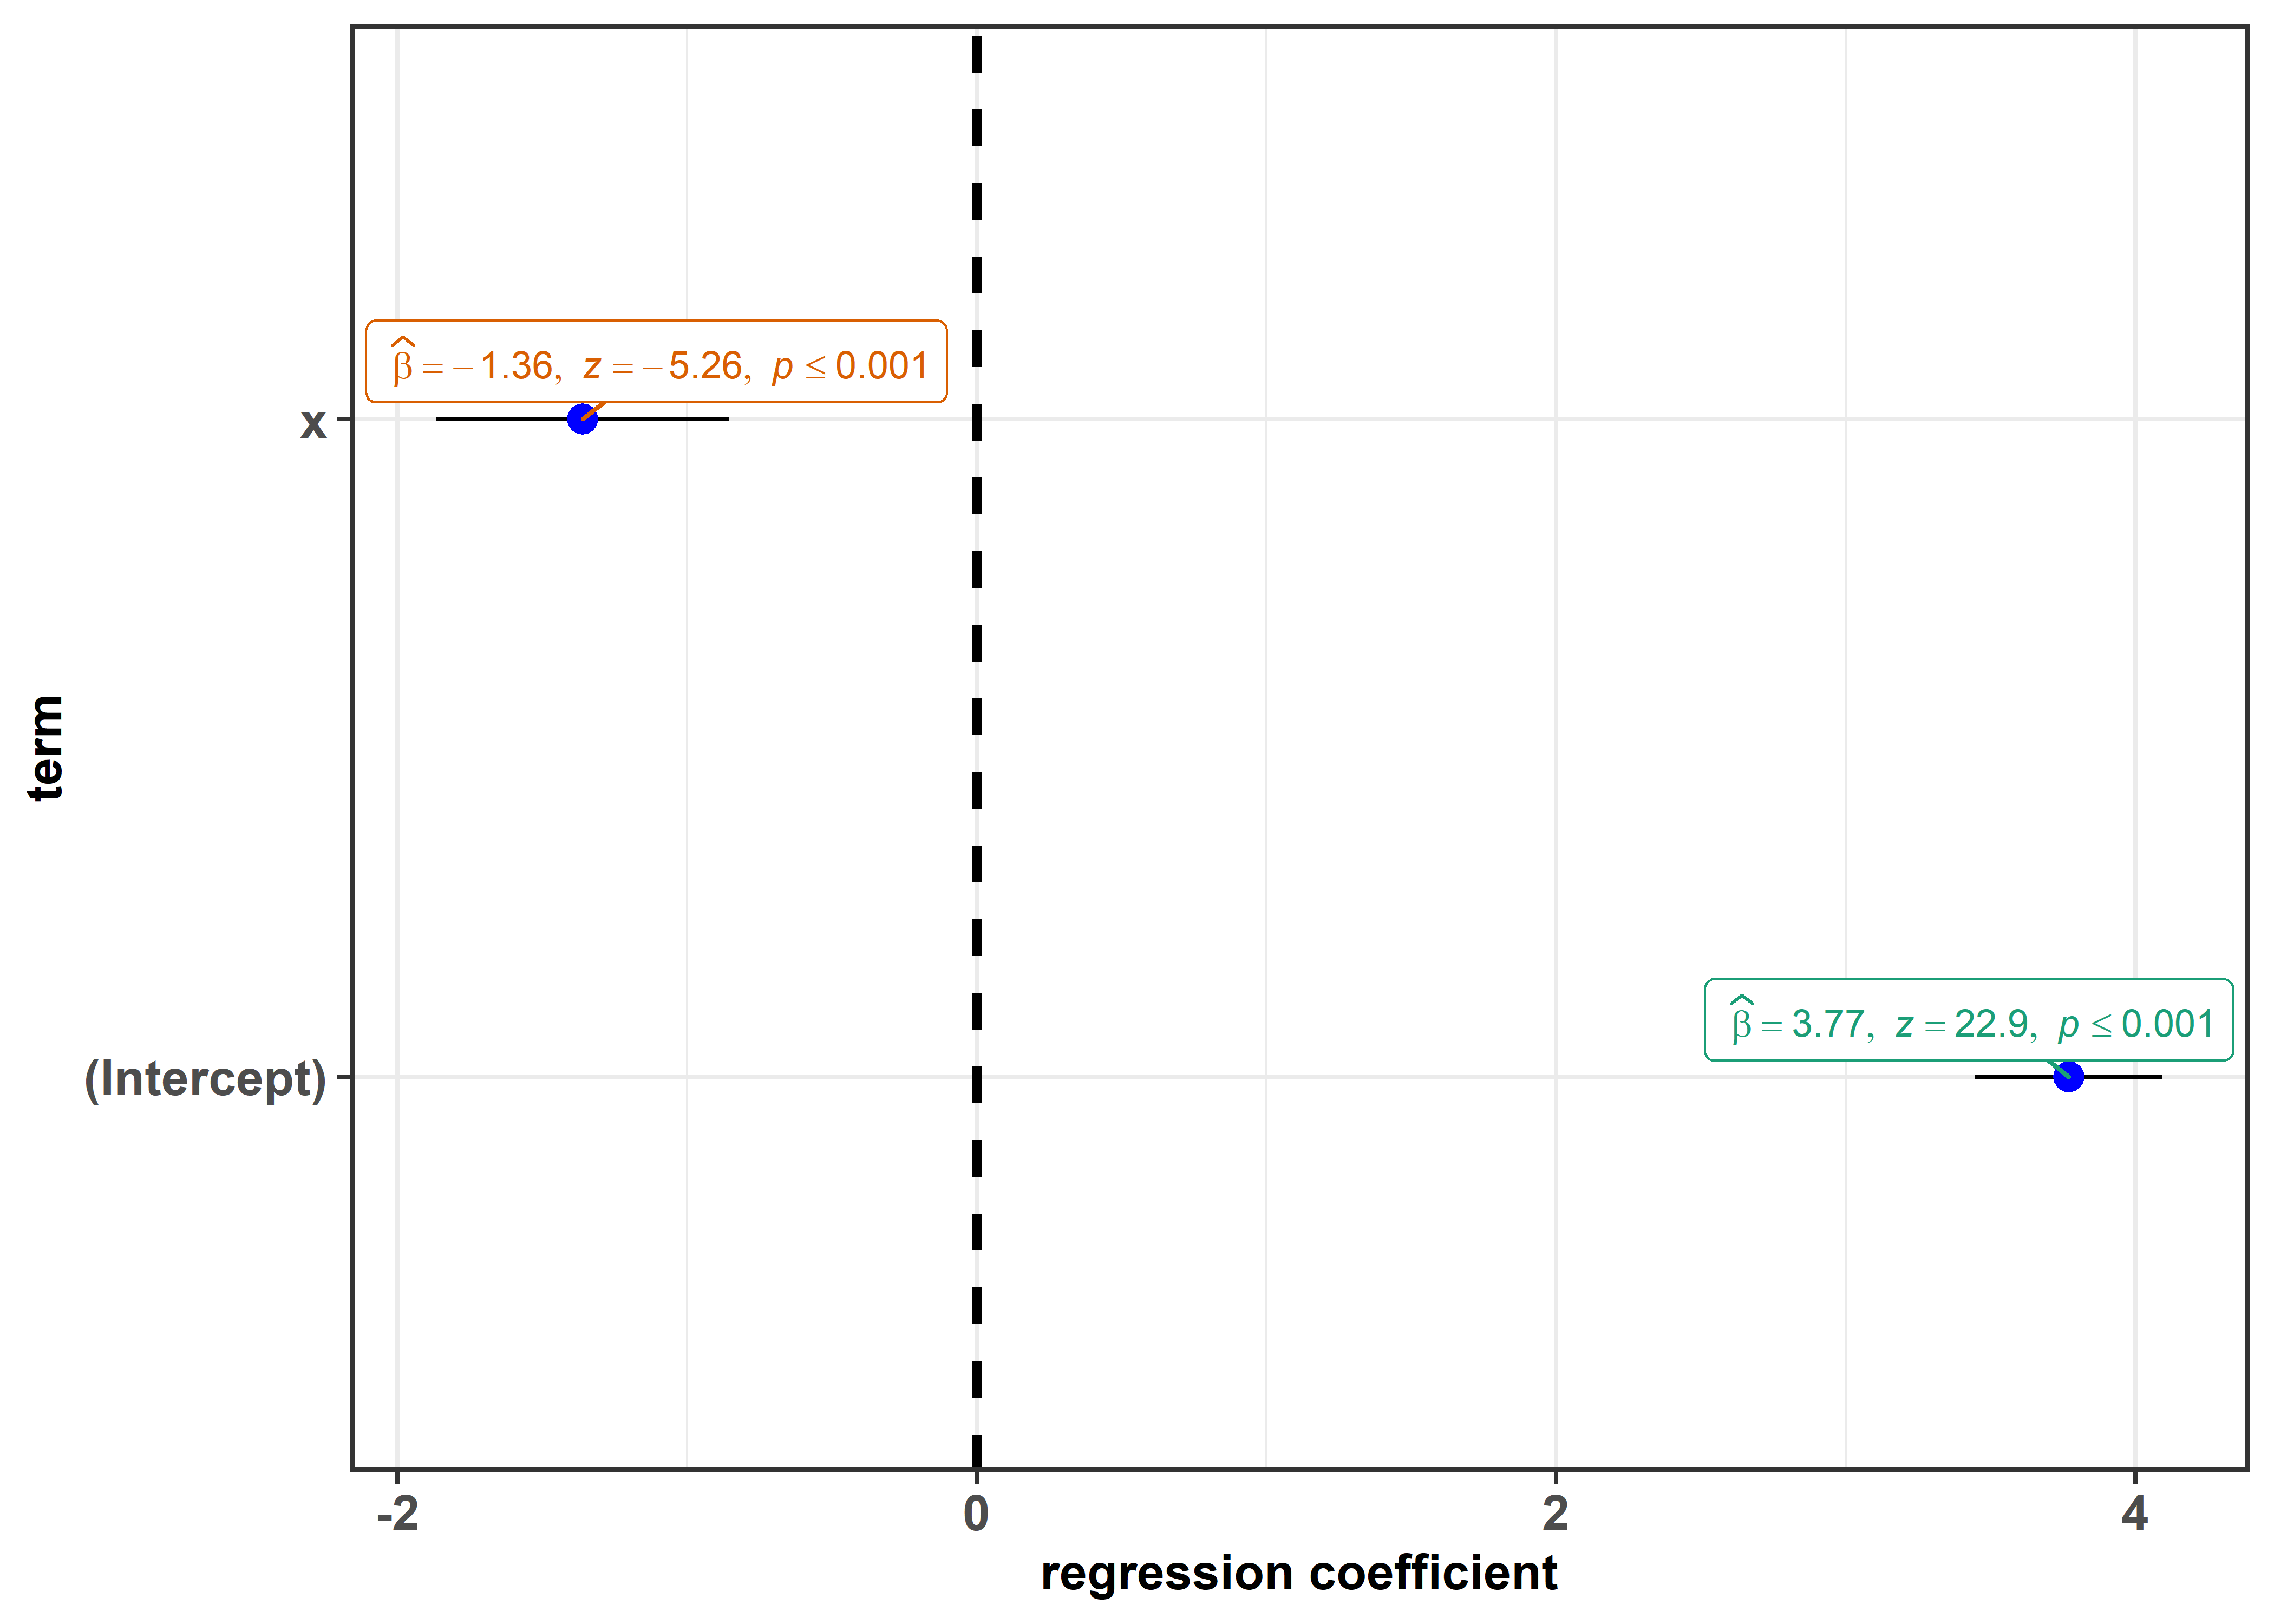 β̂ = −1.36, z = −5.26, p ≤ 0.001
x
term
β̂ = 3.77, z = 22.9, p ≤ 0.001
(Intercept)
-2 0 2 4
regression coefficient